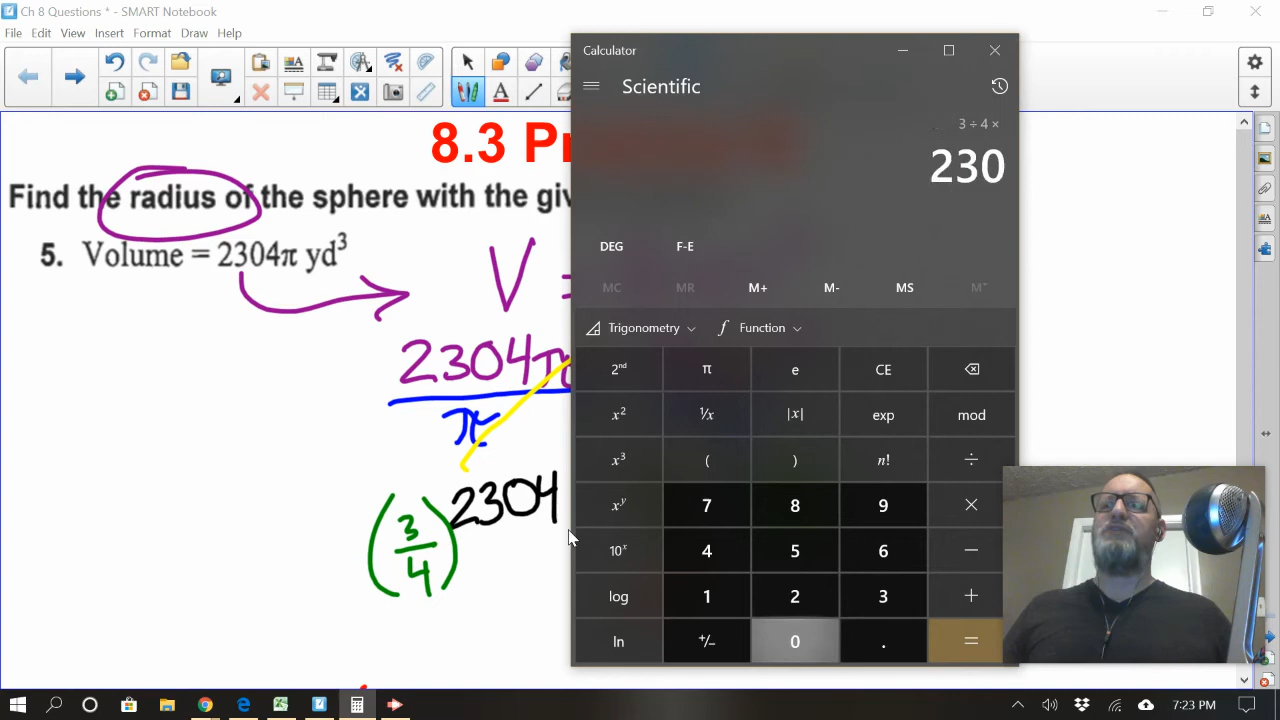 Ch 8 Questions * - SMART Notebook
File Edit View Insert Format Draw Help
8.3 Pr
Find the radius of the sphere with the giv
5. Volume = 2304π yd³
V =
2304π
π
(3/4) 2304
Calculator
Scientific
3 ÷ 4 ×
230
DEG F-E
MC MR M+ M- MS M˅
Trigonometry Function
2ⁿᵈ π e CE
x² ¹/x |x| exp mod
x³ ( ) n! ÷
xʸ 7 8 9 ×
10ˣ 4 5 6 −
log 1 2 3 +
ln +/− 0 . =
7:23 PM